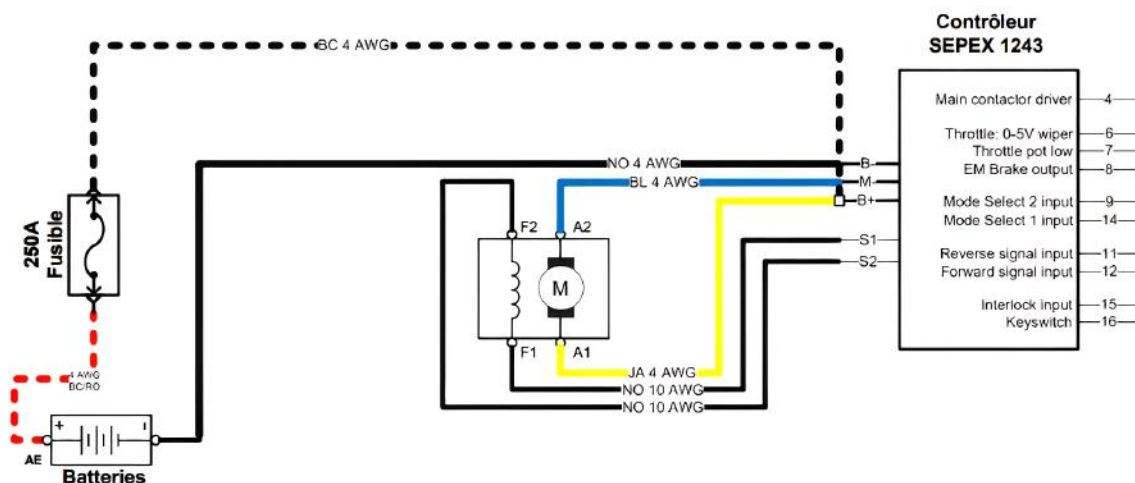 Contrôleur
SEPEX 1243
BC 4 AWG
Main contactor driver 4
Throttle: 0-5V wiper 6
Throttle pot low 7
EM Brake output 8
Mode Select 2 input 9
Mode Select 1 input 14
Reverse signal input 11
Forward signal input 12
Interlock input 15
Keyswitch 16
NO 4 AWG B-
BL 4 AWG M-
B+
250A
Fusible
F2 A2
S1
S2
M
F1 A1
JA 4 AWG
NO 10 AWG
NO 10 AWG
4 AWG
BC/RO
+ -
AE
Batteries